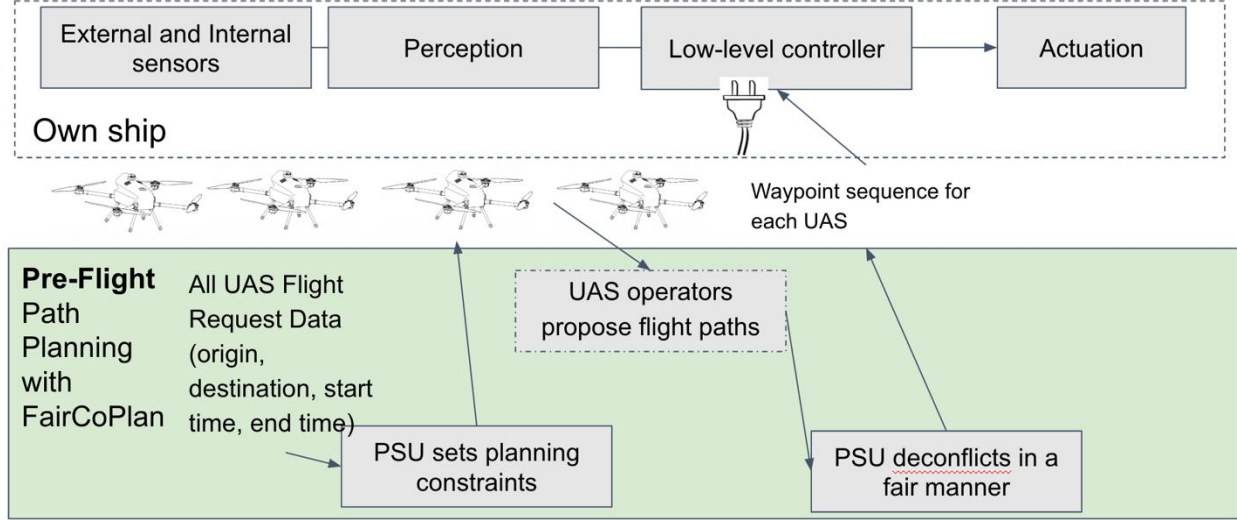 External and Internal
sensors
Perception
Low-level controller
Actuation
Own ship
Waypoint sequence for
each UAS
Pre-Flight
Path
Planning
with
FairCoPlan
All UAS Flight
Request Data
(origin,
destination, start
time, end time)
UAS operators
propose flight paths
PSU sets planning
constraints
PSU deconflicts in a
fair manner